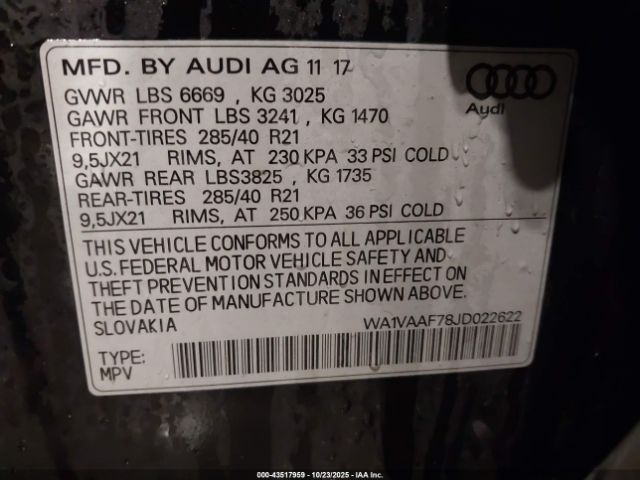 MFD. BY AUDI AG 11 17
GVWR LBS 6669 , KG 3025
GAWR FRONT LBS 3241 , KG 1470
FRONT-TIRES 285/40 R21
9,5JX21 RIMS, AT 230 KPA 33 PSI COLD
GAWR REAR LBS3825 , KG 1735
REAR-TIRES 285/40 R21
9,5JX21 RIMS, AT 250 KPA 36 PSI COLD
Audi
THIS VEHICLE CONFORMS TO ALL APPLICABLE
U.S. FEDERAL MOTOR VEHICLE SAFETY AND
THEFT PREVENTION STANDARDS IN EFFECT ON
THE DATE OF MANUFACTURE SHOWN ABOVE.
SLOVAKIA
WA1VAAF78JD022622
TYPE:
MPV
000-43517959 - 10/23/2025 - IAA Inc.